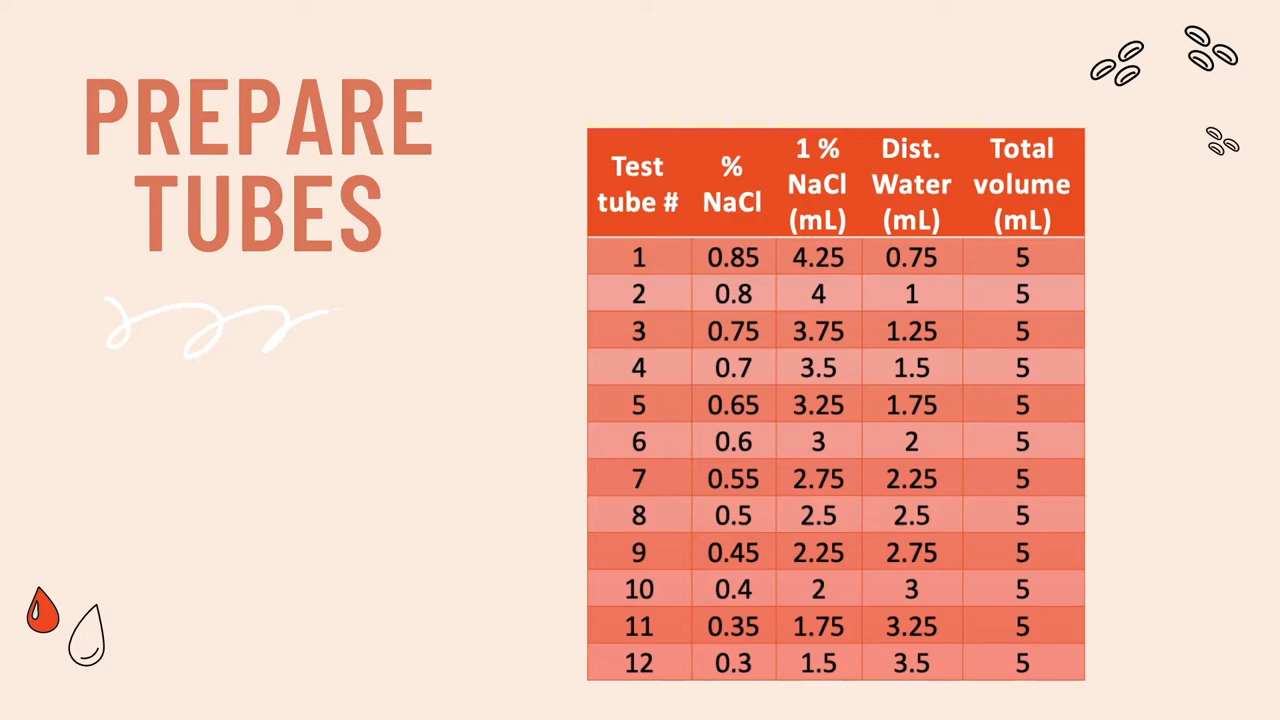 PREPARE
TUBES
Test tube # % NaCl 1 % NaCl (mL) Dist. Water (mL) Total volume (mL)
1 0.85 4.25 0.75 5
2 0.8 4 1 5
3 0.75 3.75 1.25 5
4 0.7 3.5 1.5 5
5 0.65 3.25 1.75 5
6 0.6 3 2 5
7 0.55 2.75 2.25 5
8 0.5 2.5 2.5 5
9 0.45 2.25 2.75 5
10 0.4 2 3 5
11 0.35 1.75 3.25 5
12 0.3 1.5 3.5 5